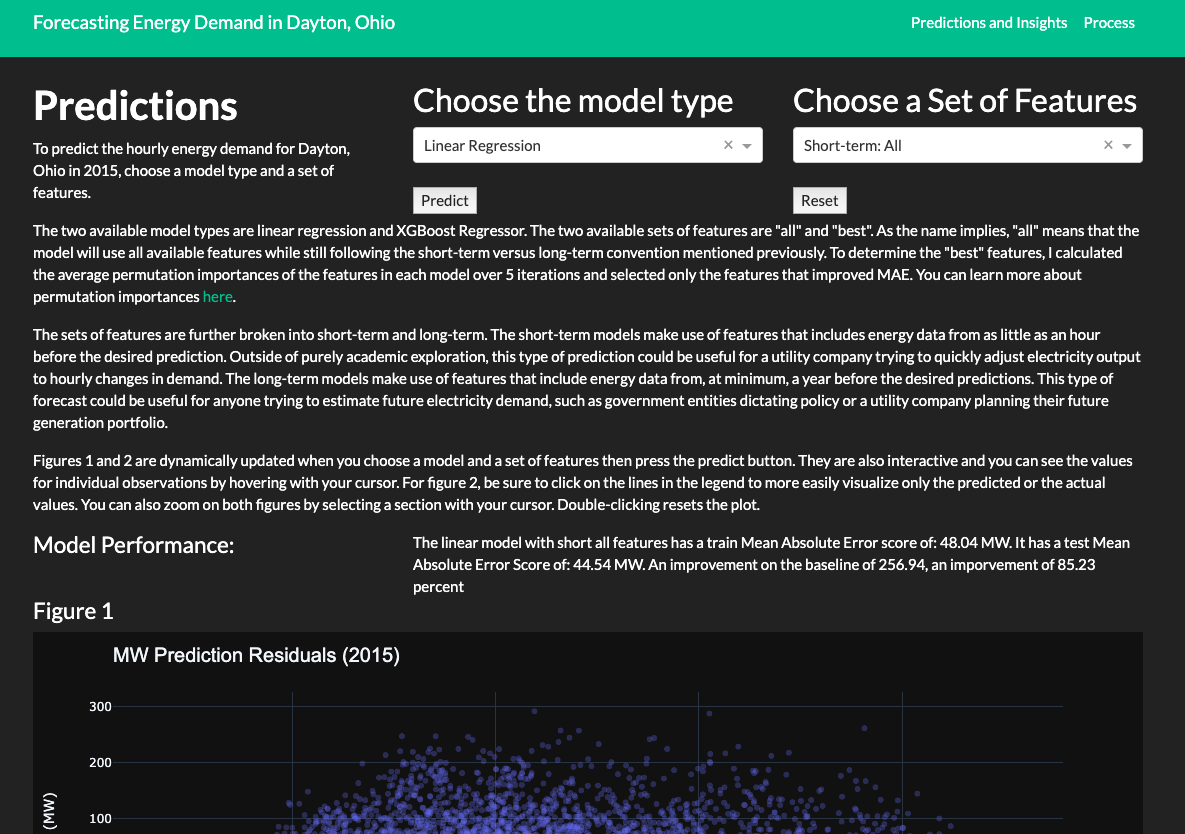 Forecasting Energy Demand in Dayton, Ohio
Predictions and Insights
Process
Predictions
To predict the hourly energy demand for Dayton,
Ohio in 2015, choose a model type and a set of
features.
Choose the model type
Linear Regression
Predict
Choose a Set of Features
Short-term: All
Reset
The two available model types are linear regression and XGBoost Regressor. The two available sets of features are "all" and "best". As the name implies, "all" means that the
model will use all available features while still following the short-term versus long-term convention mentioned previously. To determine the "best" features, I calculated
the average permutation importances of the features in each model over 5 iterations and selected only the features that improved MAE. You can learn more about
permutation importances here.
The sets of features are further broken into short-term and long-term. The short-term models make use of features that includes energy data from as little as an hour
before the desired prediction. Outside of purely academic exploration, this type of prediction could be useful for a utility company trying to quickly adjust electricity output
to hourly changes in demand. The long-term models make use of features that include energy data from, at minimum, a year before the desired predictions. This type of
forecast could be useful for anyone trying to estimate future electricity demand, such as government entities dictating policy or a utility company planning their future
generation portfolio.
Figures 1 and 2 are dynamically updated when you choose a model and a set of features then press the predict button. They are also interactive and you can see the values
for individual observations by hovering with your cursor. For figure 2, be sure to click on the lines in the legend to more easily visualize only the predicted or the actual
values. You can also zoom on both figures by selecting a section with your cursor. Double-clicking resets the plot.
Model Performance:
The linear model with short all features has a train Mean Absolute Error score of: 48.04 MW. It has a test Mean
Absolute Error Score of: 44.54 MW. An improvement on the baseline of 256.94, an imporvement of 85.23
percent
Figure 1
MW Prediction Residuals (2015)
300
200
100
(MW)